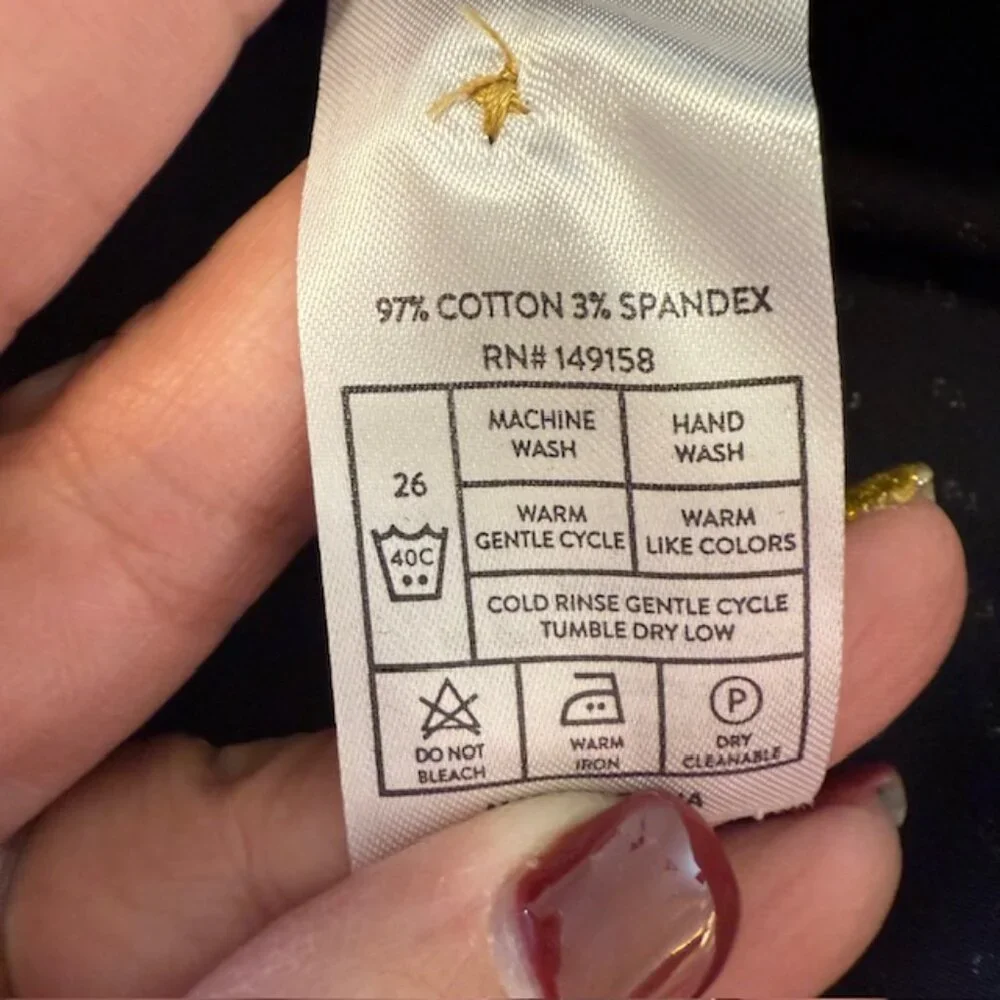 97% COTTON 3% SPANDEX
RN# 149158
MACHINE
WASH
HAND
WASH
26
40C
WARM
GENTLE CYCLE
WARM
LIKE COLORS
COLD RINSE GENTLE CYCLE
TUMBLE DRY LOW
DO NOT
BLEACH
WARM
IRON
P
DRY
CLEANABLE